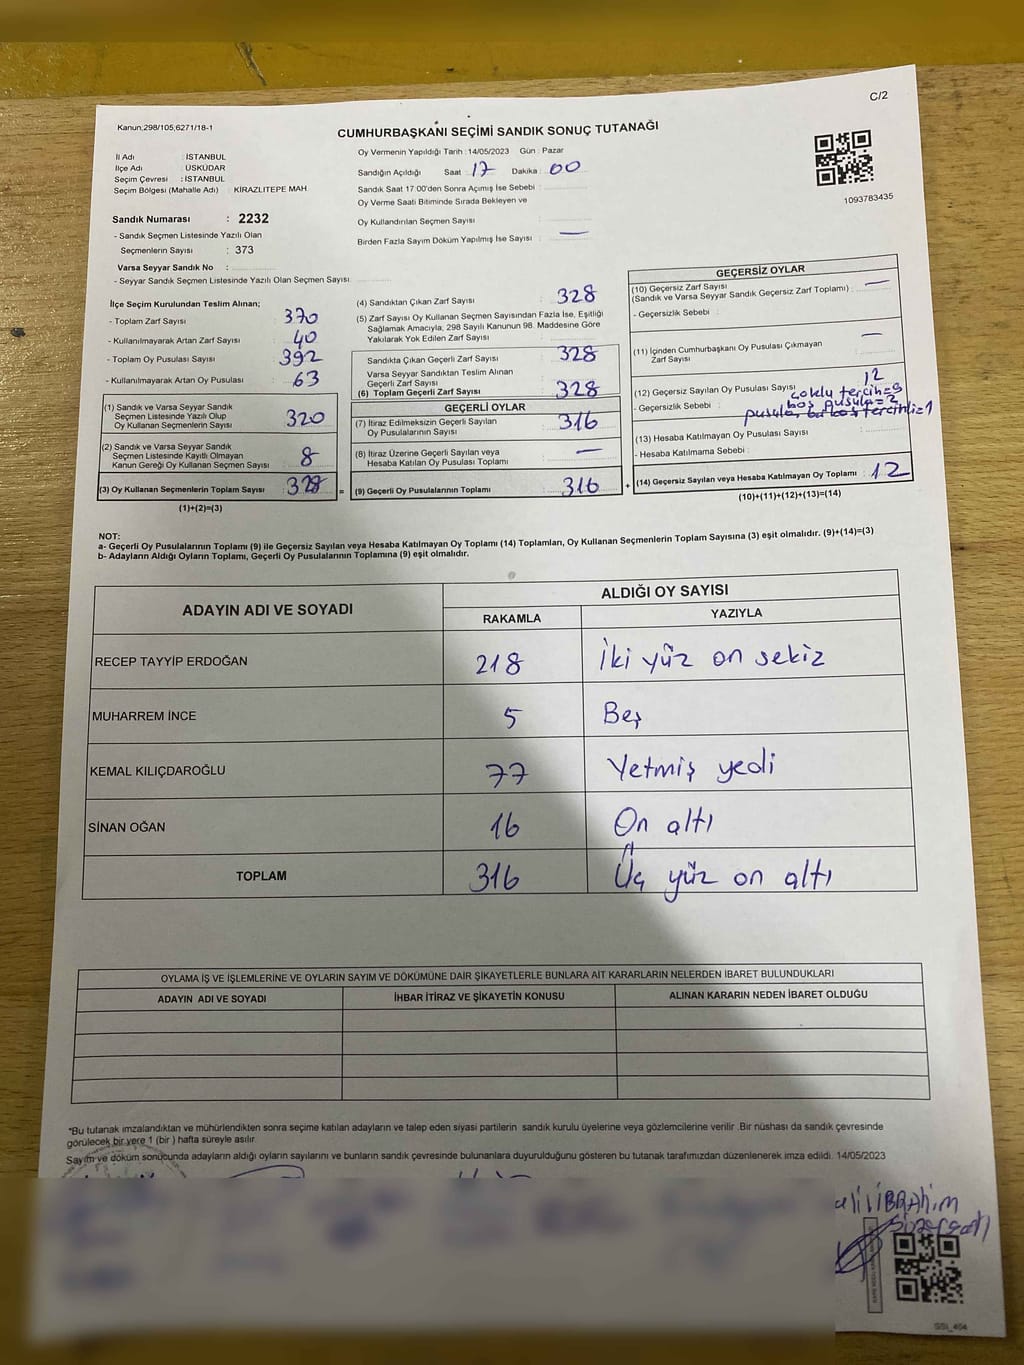 C/2
Kanun;298/105,6271/18-1
CUMHURBAŞKANI SEÇİMİ SANDIK SONUÇ TUTANAĞI
İl Adı : İSTANBUL
İlçe Adı : ÜSKÜDAR
Seçim Çevresi : İSTANBUL
Seçim Bölgesi (Mahalle Adı) : KİRAZLITEPE MAH
Sandık Numarası : 2232
- Sandık Seçmen Listesinde Yazılı Olan
Seçmenlerin Sayısı : 373
Varsa Seyyar Sandık No :
- Seyyar Sandık Seçmen Listesinde Yazılı Olan Seçmen Sayısı
Oy Vermenin Yapıldığı Tarih : 14/05/2023 Gün : Pazar
Sandığın Açıldığı Saat : 17 Dakika : 00
Sandık Saat 17 00'den Sonra Açımış İse Sebebi :
Oy Verme Saati Bitiminde Sırada Bekleyen ve
Oy Kullandırılan Seçmen Sayısı :
Birden Fazla Sayım Döküm Yapılmış İse Sayısı : —
1093783435
İlçe Seçim Kurulundan Teslim Alınan;
- Toplam Zarf Sayısı : 370
- Kullanılmayarak Artan Zarf Sayısı : 40
- Toplam Oy Pusulası Sayısı : 392
- Kullanılmayarak Artan Oy Pusulası : 63
(1) Sandık ve Varsa Seyyar Sandık
Seçmen Listesinde Yazılı Olup
Oy Kullanan Seçmenlerin Sayısı : 320
(2) Sandık ve Varsa Seyyar Sandık
Seçmen Listesinde Kayıtlı Olmayan
Kanun Gereği Oy Kullanan Seçmen Sayısı : 8
(3) Oy Kullanan Seçmenlerin Toplam Sayısı : 328 =
(1)+(2)=(3)
(4) Sandıktan Çıkan Zarf Sayısı : 328
(5) Zarf Sayısı Oy Kullanan Seçmen Sayısından Fazla İse, Eşitliği
Sağlamak Amacıyla, 298 Sayılı Kanunun 98. Maddesine Göre
Yakılarak Yok Edilen Zarf Sayısı :
Sandıkta Çıkan Geçerli Zarf Sayısı : 328
Varsa Seyyar Sandıktan Teslim Alınan
Geçerli Zarf Sayısı
(6) Toplam Geçerli Zarf Sayısı : 328
GEÇERLİ OYLAR
(7) İtiraz Edilmeksizin Geçerli Sayılan
Oy Pusulalarının Sayısı : 316
(8) İtiraz Üzerine Geçerli Sayılan veya
Hesaba Katılan Oy Pusulası Toplamı : —
(9) Geçerli Oy Pusulalarının Toplamı : 316 +
GEÇERSİZ OYLAR
(10) Geçersiz Zarf Sayısı
(Sandık ve Varsa Seyyar Sandık Geçersiz Zarf Toplamı) : —
- Geçersizlik Sebebi :
(11) İçinden Cumhurbaşkanı Oy Pusulası Çıkmayan
Zarf Sayısı : —
(12) Geçersiz Sayılan Oy Pusulası Sayısı : 12
- Geçersizlik Sebebi : çoklu tercih=9
boş pusula=2
pusula, bi boş tercihli=1
(13) Hesaba Katılmayan Oy Pusulası Sayısı :
- Hesaba Katılmama Sebebi :
(14) Geçersiz Sayılan veya Hesaba Katılmayan Oy Toplamı : 12
(10)+(11)+(12)+(13)=(14)
NOT:
a- Geçerli Oy Pusulalarının Toplamı (9) ile Geçersiz Sayılan veya Hesaba Katılmayan Oy Toplamı (14) Toplamları, Oy Kullanan Seçmenlerin Toplam Sayısına (3) eşit olmalıdır. (9)+(14)=(3)
b- Adayların Aldığı Oyların Toplamı, Geçerli Oy Pusulalarının Toplamına (9) eşit olmalıdır.
ADAYIN ADI VE SOYADI ALDIĞI OY SAYISI
RAKAMLA YAZIYLA
RECEP TAYYİP ERDOĞAN 218 İki yüz on sekiz
MUHARREM İNCE 5 Beş
KEMAL KILIÇDAROĞLU 77 Yetmiş yedi
SİNAN OĞAN 16 On altı
TOPLAM 316 Üç yüz on altı
OYLAMA İŞ VE İŞLEMLERİNE VE OYLARIN SAYIM VE DÖKÜMÜNE DAİR ŞİKAYETLERLE BUNLARA AİT KARARLARIN NELERDEN İBARET BULUNDUKLARI
ADAYIN ADI VE SOYADI İHBAR İTİRAZ VE ŞİKAYETİN KONUSU ALINAN KARARIN NEDEN İBARET OLDUĞU
*Bu tutanak imzalandıktan ve mühürlendikten sonra seçime katılan adayların ve talep eden siyasi partilerin sandık kurulu üyelerine veya gözlemcilerine verilir .Bir nüshası da sandık çevresinde
görülecek bir yere 1 (bir ) hafta süreyle asılır.
Sayım ve döküm sonucunda adayların aldığı oyların sayılarını ve bunların sandık çevresinde bulunanlara duyurulduğunu gösteren bu tutanak tarafımızdan düzenlenerek imza edildi. 14/05/2023
İBRAHim
SSİ_404